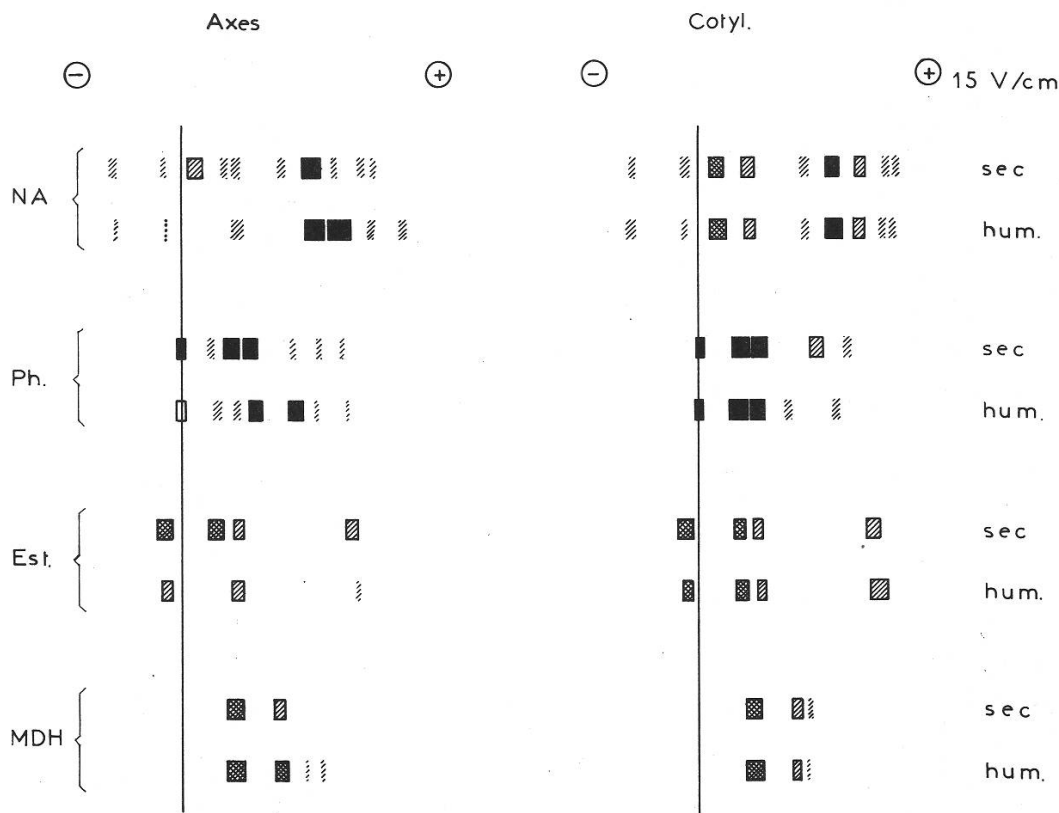 Axes Cotyl.
⊖ ⊕ ⊖ ⊕ 15 V/cm
sec
NA
hum.
sec
Ph.
hum.
sec
Est.
hum.
sec
MDH
hum.